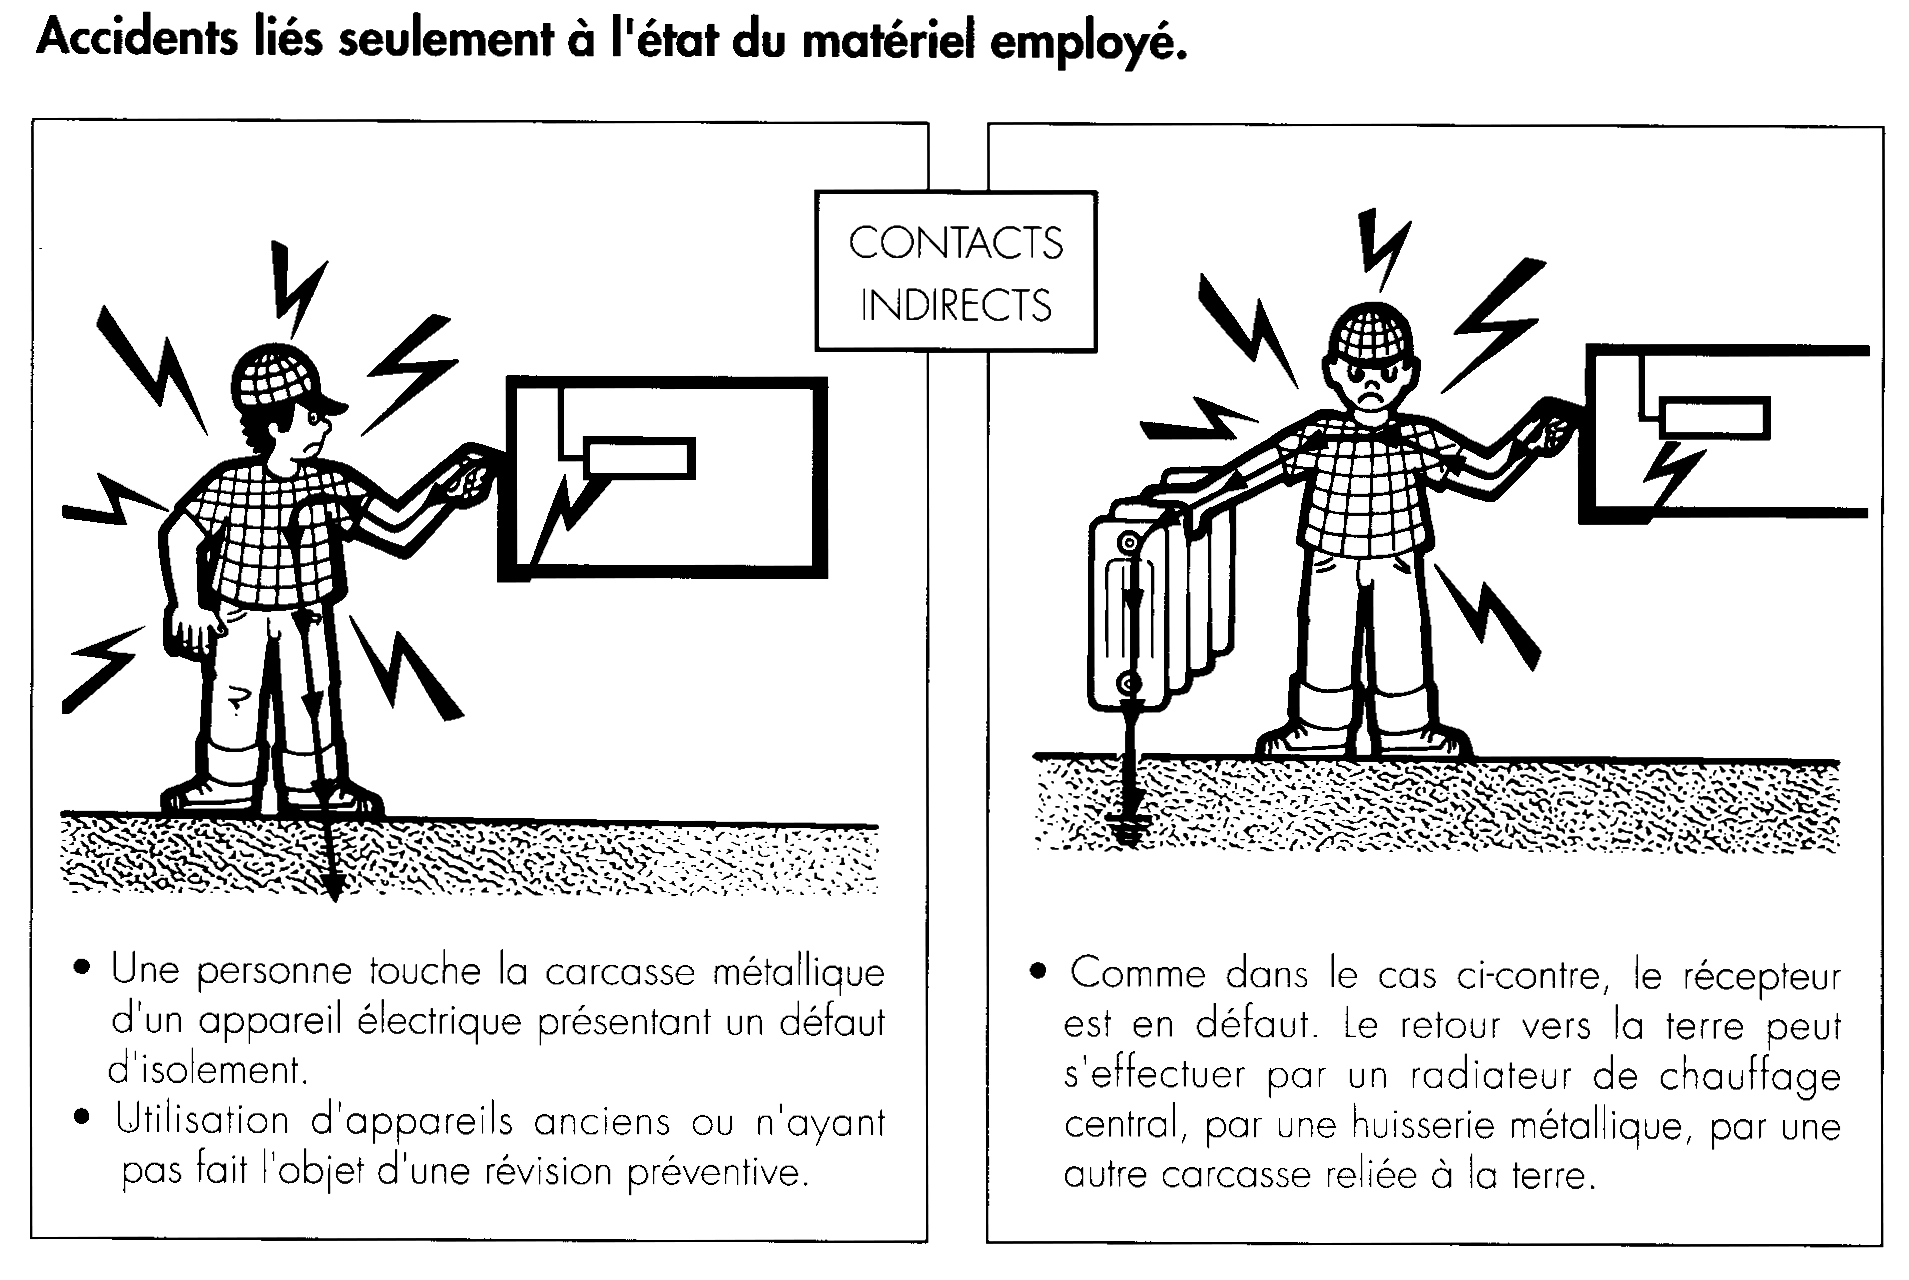 Accidents liés seulement à l'état du matériel employé.
CONTACTS
INDIRECTS
• Une personne touche la carcasse métallique
d'un appareil électrique présentant un défaut
d'isolement.
• Utilisation d'appareils anciens ou n'ayant
pas fait l'objet d'une révision préventive.
• Comme dans le cas ci-contre, le récepteur
est en défaut. Le retour vers la terre peut
s'effectuer par un radiateur de chauffage
central, par une huisserie métallique, par une
autre carcasse reliée à la terre.